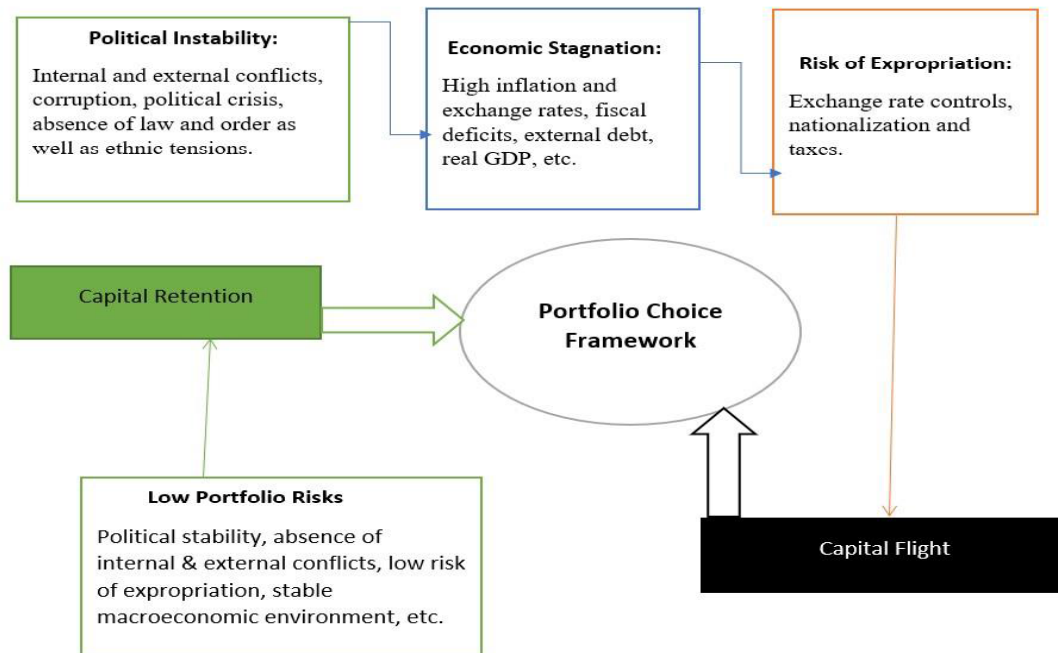 Political Instability:
Internal and external conflicts,
corruption, political crisis,
absence of law and order as
well as ethnic tensions.
Economic Stagnation:
High inflation and
exchange rates, fiscal
deficits, external debt,
real GDP, etc.
Risk of Expropriation:
Exchange rate controls,
nationalization and
taxes.
Capital Retention
Portfolio Choice
Framework
Low Portfolio Risks
Political stability, absence of
internal & external conflicts, low risk
of expropriation, stable
macroeconomic environment, etc.
Capital Flight